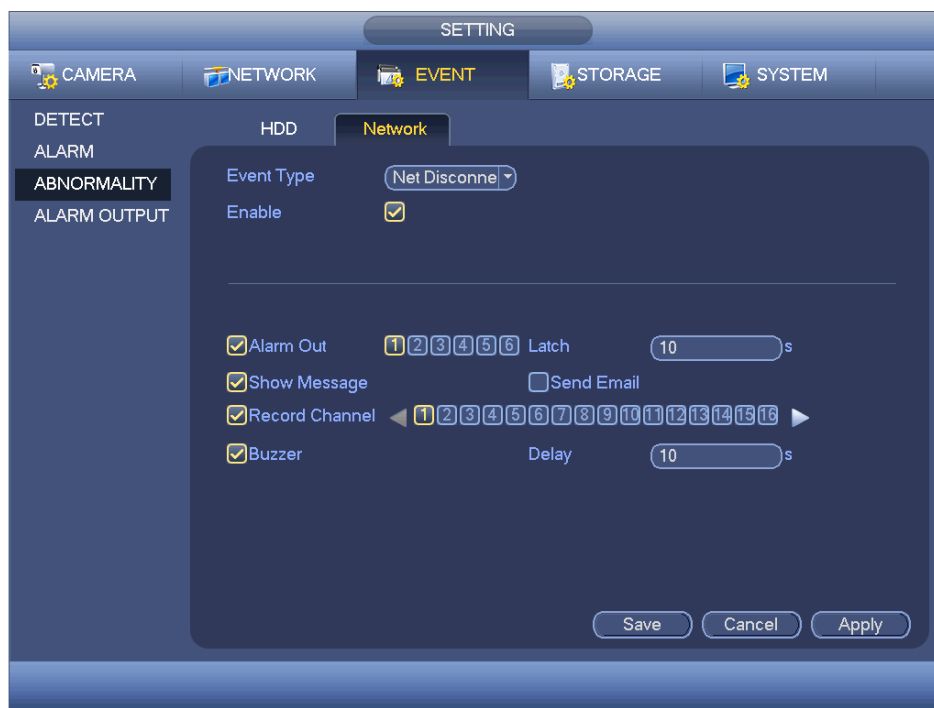 SETTING
CAMERA NETWORK EVENT STORAGE SYSTEM
DETECT
ALARM
ABNORMALITY
ALARM OUTPUT
HDD Network
Event Type Net Disconne
Enable
Alarm Out 1 2 3 4 5 6 Latch 10 s
Show Message Send Email
Record Channel 1 2 3 4 5 6 7 8 9 10 11 12 13 14 15 16
Buzzer Delay 10 s
Save Cancel Apply